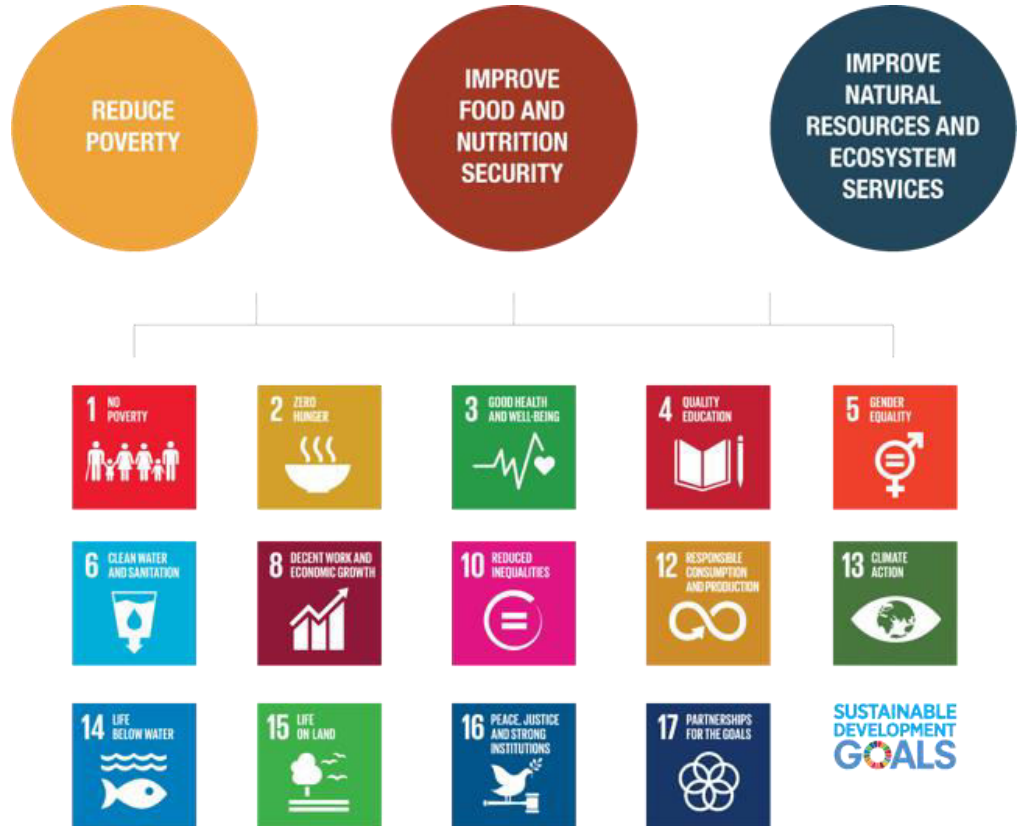 REDUCE
POVERTY
IMPROVE
FOOD AND
NUTRITION
SECURITY
IMPROVE
NATURAL
RESOURCES AND
ECOSYSTEM
SERVICES
1 NO
POVERTY
2 ZERO
HUNGER
3 GOOD HEALTH
AND WELL-BEING
4 QUALITY
EDUCATION
5 GENDER
EQUALITY
6 CLEAN WATER
AND SANITATION
8 DECENT WORK AND
ECONOMIC GROWTH
10 REDUCED
INEQUALITIES
12 RESPONSIBLE
CONSUMPTION
AND PRODUCTION
13 CLIMATE
ACTION
14 LIFE
BELOW WATER
15 LIFE
ON LAND
16 PEACE, JUSTICE
AND STRONG
INSTITUTIONS
17 PARTNERSHIPS
FOR THE GOALS
SUSTAINABLE
DEVELOPMENT
GOALS